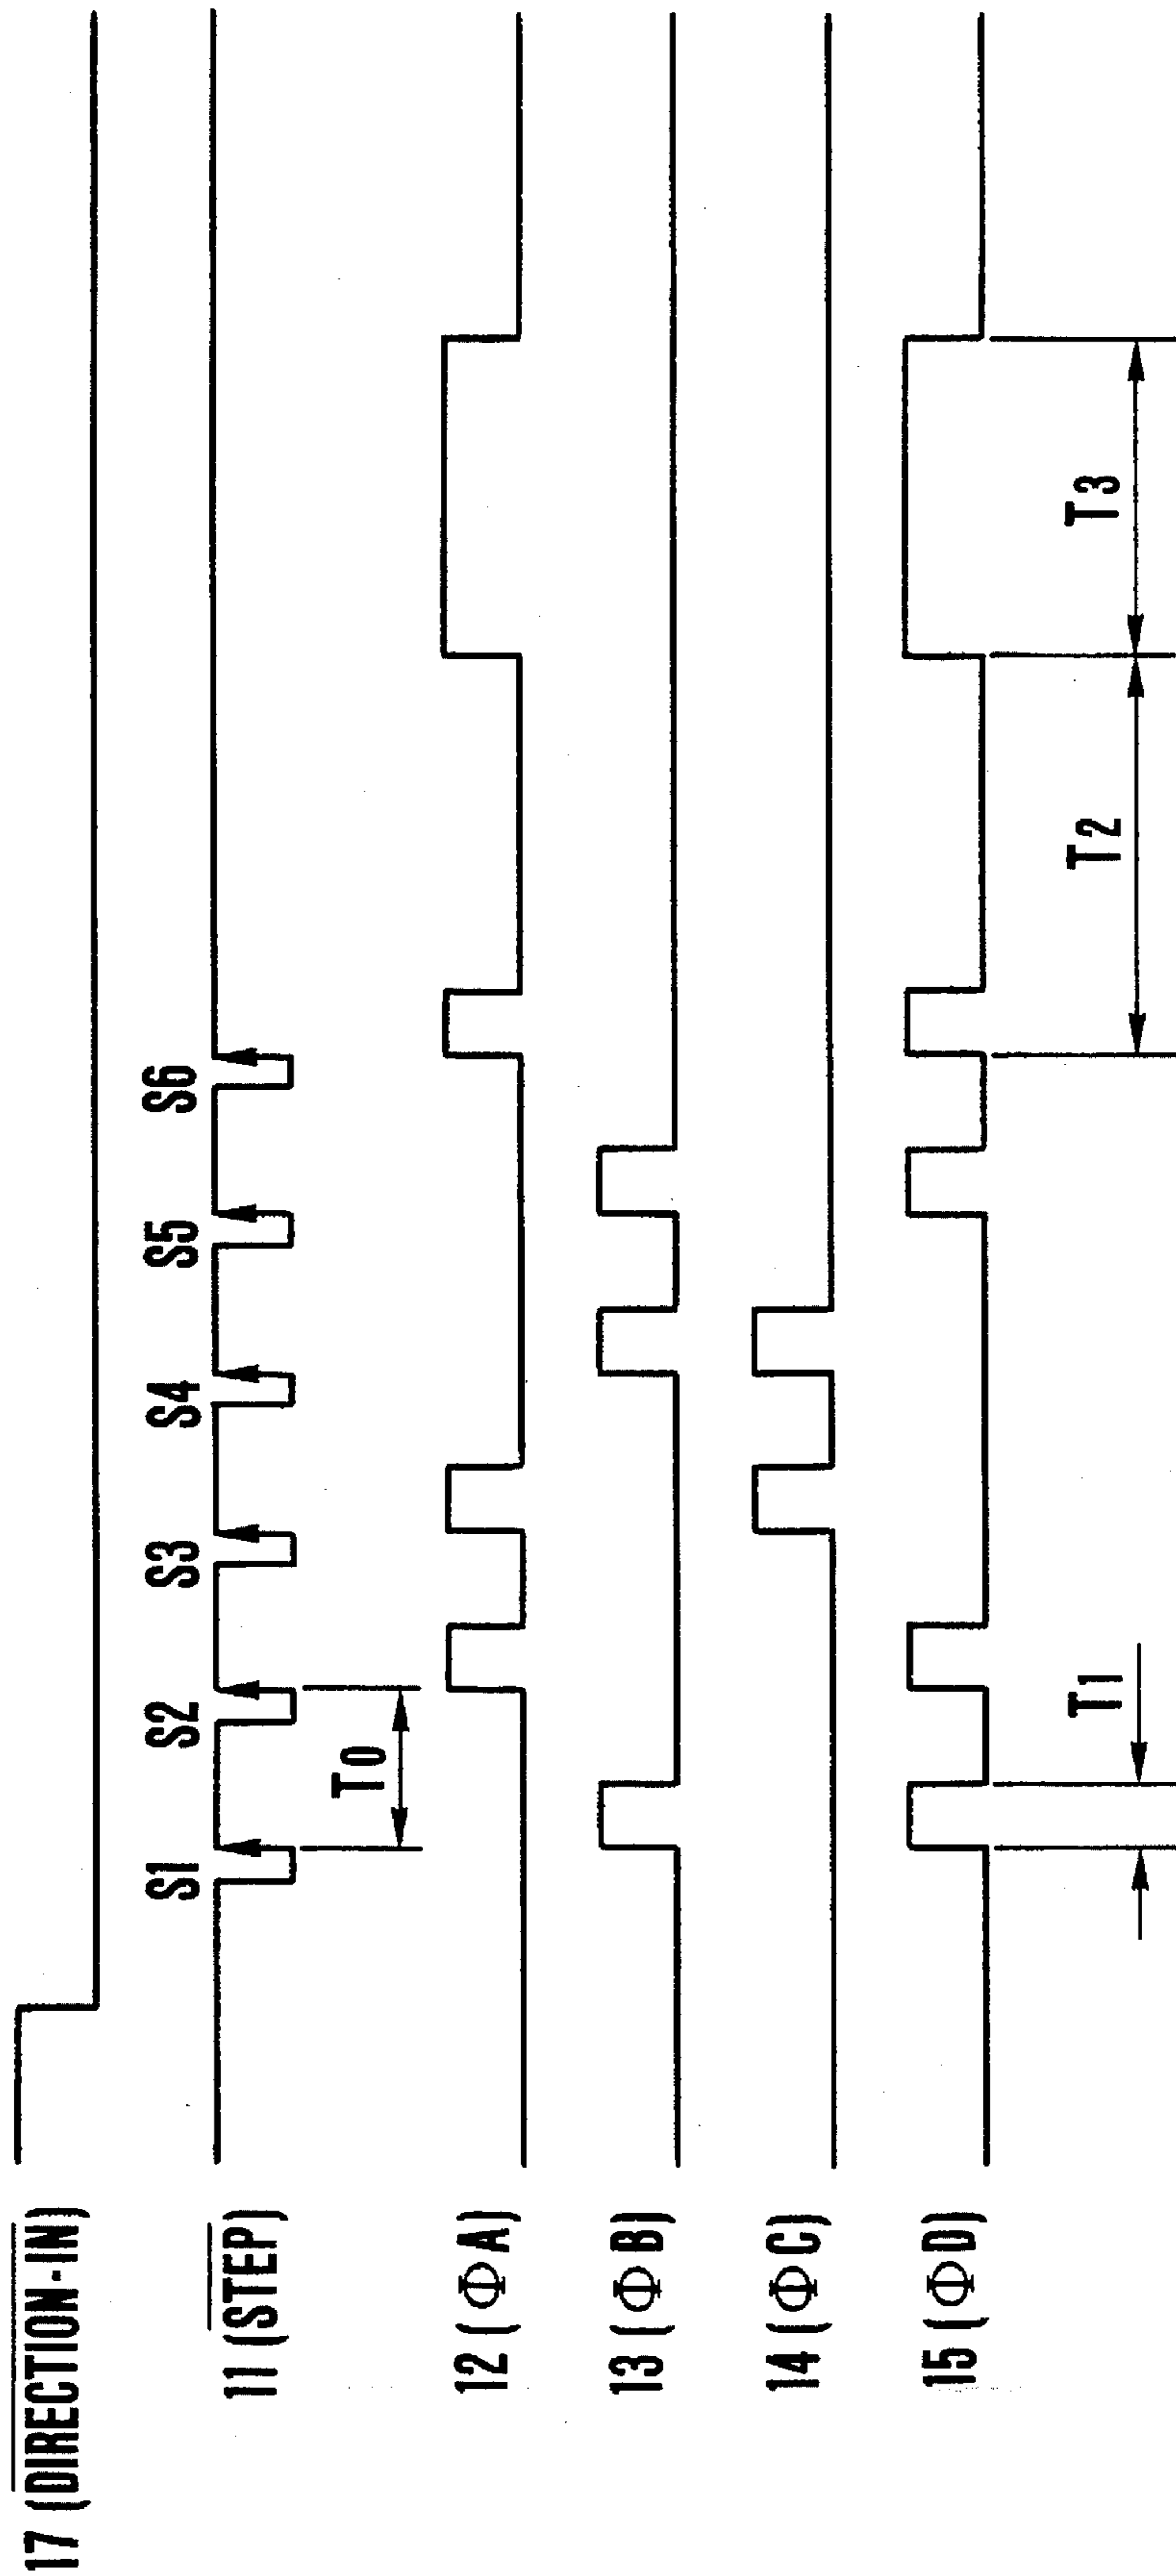 17 (DIRECTION-IN)
11 (STEP)
S1 S2 S3 S4 S5 S6
T0
12 (ΦA)
13 (ΦB)
14 (ΦC)
15 (ΦD)
T1 T2 T3